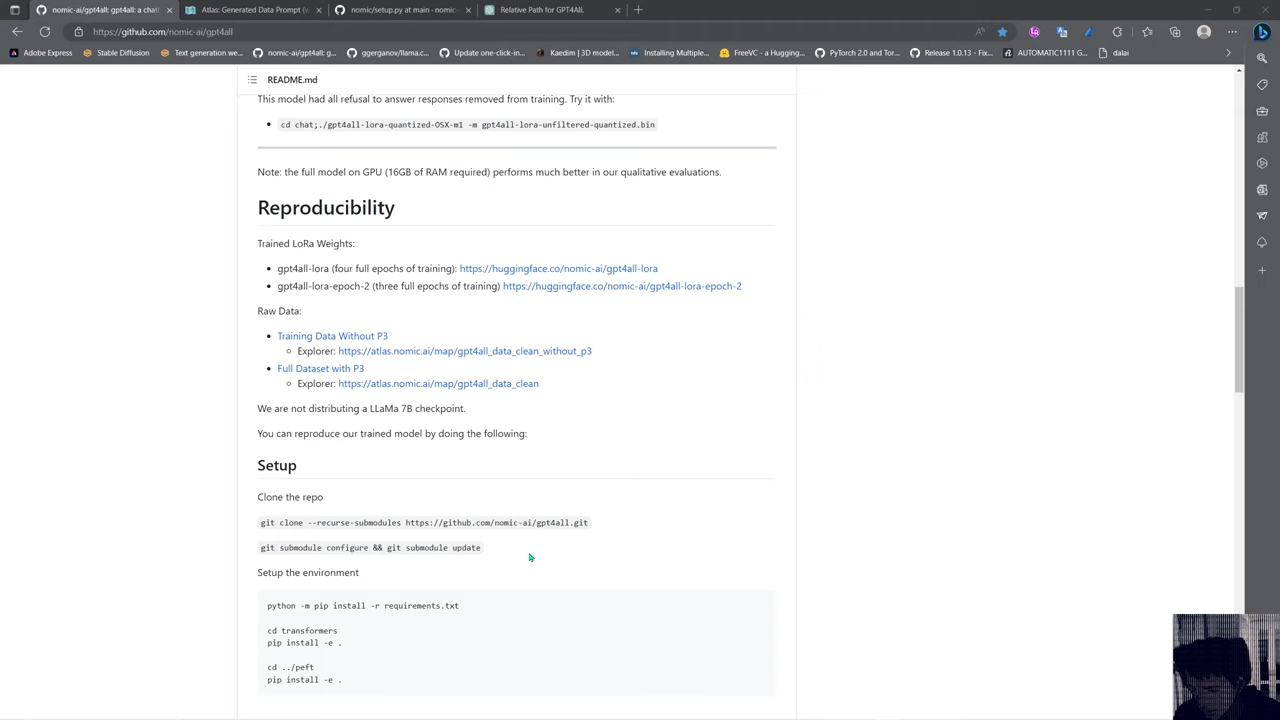 nomic-ai/gpt4all: gpt4all: a chat
Atlas: Generated Data Prompt (w
nomic/setup.py at main · nomic-
Relative Path for GPT4AllL
https://github.com/nomic-ai/gpt4all
Adobe Express
Stable Diffusion
Text generation we...
nomic-ai/gpt4all: g...
ggerganov/llama.c...
Update one-click-in...
Kaedim | 3D model...
Installing Multiple...
FreeVC - a Hugging...
PyTorch 2.0 and Tor...
Release 1.0.13 · Fix...
AUTOMATIC1111 G...
dalai
README.md
This model had all refusal to answer responses removed from training. Try it with:
cd chat;./gpt4all-lora-quantized-OSX-m1 -m gpt4all-lora-unfiltered-quantized.bin
Note: the full model on GPU (16GB of RAM required) performs much better in our qualitative evaluations.
Reproducibility
Trained LoRa Weights:
gpt4all-lora (four full epochs of training): https://huggingface.co/nomic-ai/gpt4all-lora
gpt4all-lora-epoch-2 (three full epochs of training) https://huggingface.co/nomic-ai/gpt4all-lora-epoch-2
Raw Data:
Training Data Without P3
Explorer: https://atlas.nomic.ai/map/gpt4all_data_clean_without_p3
Full Dataset with P3
Explorer: https://atlas.nomic.ai/map/gpt4all_data_clean
We are not distributing a LLaMa 7B checkpoint.
You can reproduce our trained model by doing the following:
Setup
Clone the repo
git clone --recurse-submodules https://github.com/nomic-ai/gpt4all.git
git submodule configure && git submodule update
Setup the environment
python -m pip install -r requirements.txt
cd transformers
pip install -e .
cd ../peft
pip install -e .